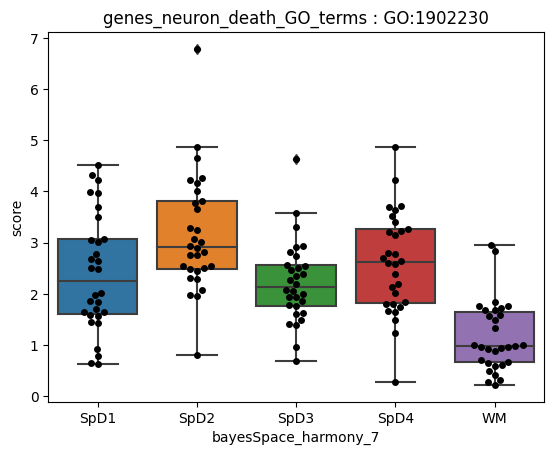 genes_neuron_death_GO_terms : GO:1902230
7
6
5
4
3
2
1
0
score
SpD1 SpD2 SpD3 SpD4 WM
bayesSpace_harmony_7